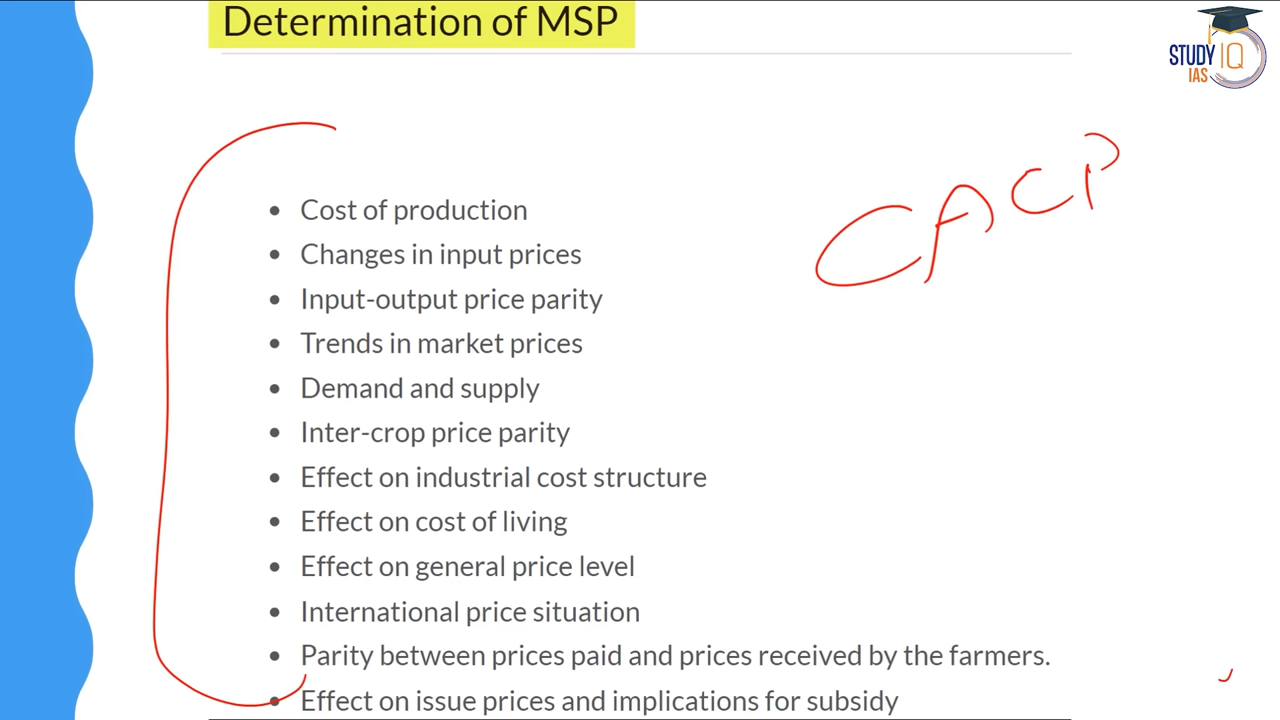 Determination of MSP
STUDY IQ
IAS
CACP
• Cost of production
• Changes in input prices
• Input-output price parity
• Trends in market prices
• Demand and supply
• Inter-crop price parity
• Effect on industrial cost structure
• Effect on cost of living
• Effect on general price level
• International price situation
• Parity between prices paid and prices received by the farmers.
• Effect on issue prices and implications for subsidy